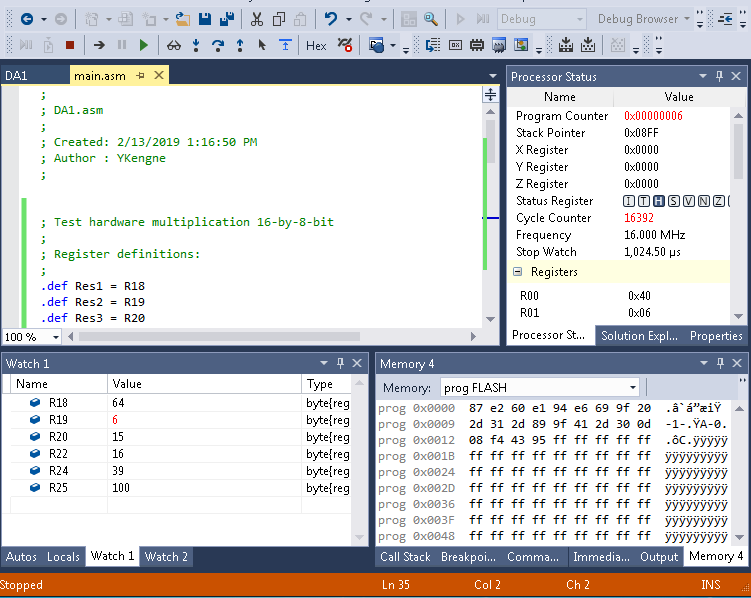 Debug
Debug Browser
Hex
DA1
main.asm
;
; DA1.asm
;
; Created: 2/13/2019 1:16:50 PM
; Author : YKengne
;
; Test hardware multiplication 16-by-8-bit
;
; Register definitions:
;
.def Res1 = R18
.def Res2 = R19
.def Res3 = R20
100 %
Processor Status
Name Value
Program Counter 0x00000006
Stack Pointer 0x08FF
X Register 0x0000
Y Register 0x0000
Z Register 0x0000
Status Register I T H S V N Z
Cycle Counter 16392
Frequency 16.000 MHz
Stop Watch 1,024.50 µs
Registers
R00 0x40
R01 0x06
Processor St... Solution Expl... Properties
Watch 1
Name Value Type
R18 64 byte{reg
R19 6 byte{reg
R20 15 byte{reg
R22 16 byte{reg
R24 39 byte{reg
R25 100 byte{reg
Autos Locals Watch 1 Watch 2
Memory 4
Memory: prog FLASH
prog 0x0000 87 e2 60 e1 94 e6 69 9f 20 .â`á”æiŸ
prog 0x0009 2d 31 2d 89 9f 41 2d 30 0d -1-.ŸA-0.
prog 0x0012 08 f4 43 95 ff ff ff ff ff .ôC.ÿÿÿÿÿ
prog 0x001B ff ff ff ff ff ff ff ff ff ÿÿÿÿÿÿÿÿÿ
prog 0x0024 ff ff ff ff ff ff ff ff ff ÿÿÿÿÿÿÿÿÿ
prog 0x002D ff ff ff ff ff ff ff ff ff ÿÿÿÿÿÿÿÿÿ
prog 0x0036 ff ff ff ff ff ff ff ff ff ÿÿÿÿÿÿÿÿÿ
prog 0x003F ff ff ff ff ff ff ff ff ff ÿÿÿÿÿÿÿÿÿ
prog 0x0048 ff ff ff ff ff ff ff ff ff ÿÿÿÿÿÿÿÿÿ
Call Stack Breakpoi... Comma... Immedia... Output Memory 4
Stopped Ln 35 Col 2 Ch 2 INS